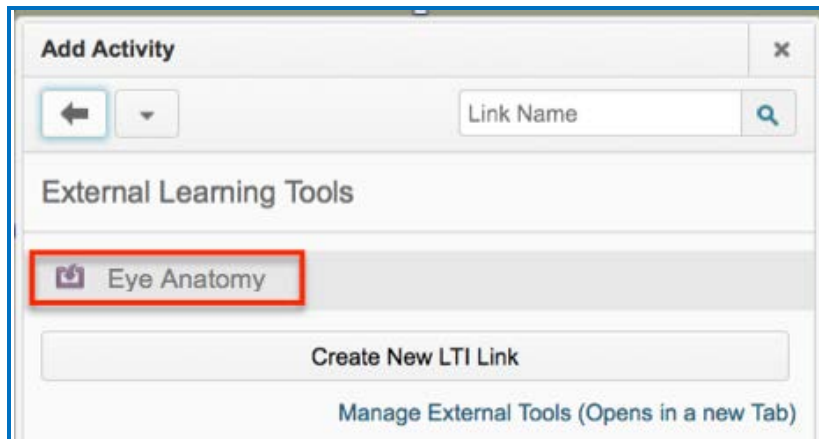 Add Activity
Link Name
External Learning Tools
Eye Anatomy
Create New LTI Link
Manage External Tools (Opens in a new Tab)